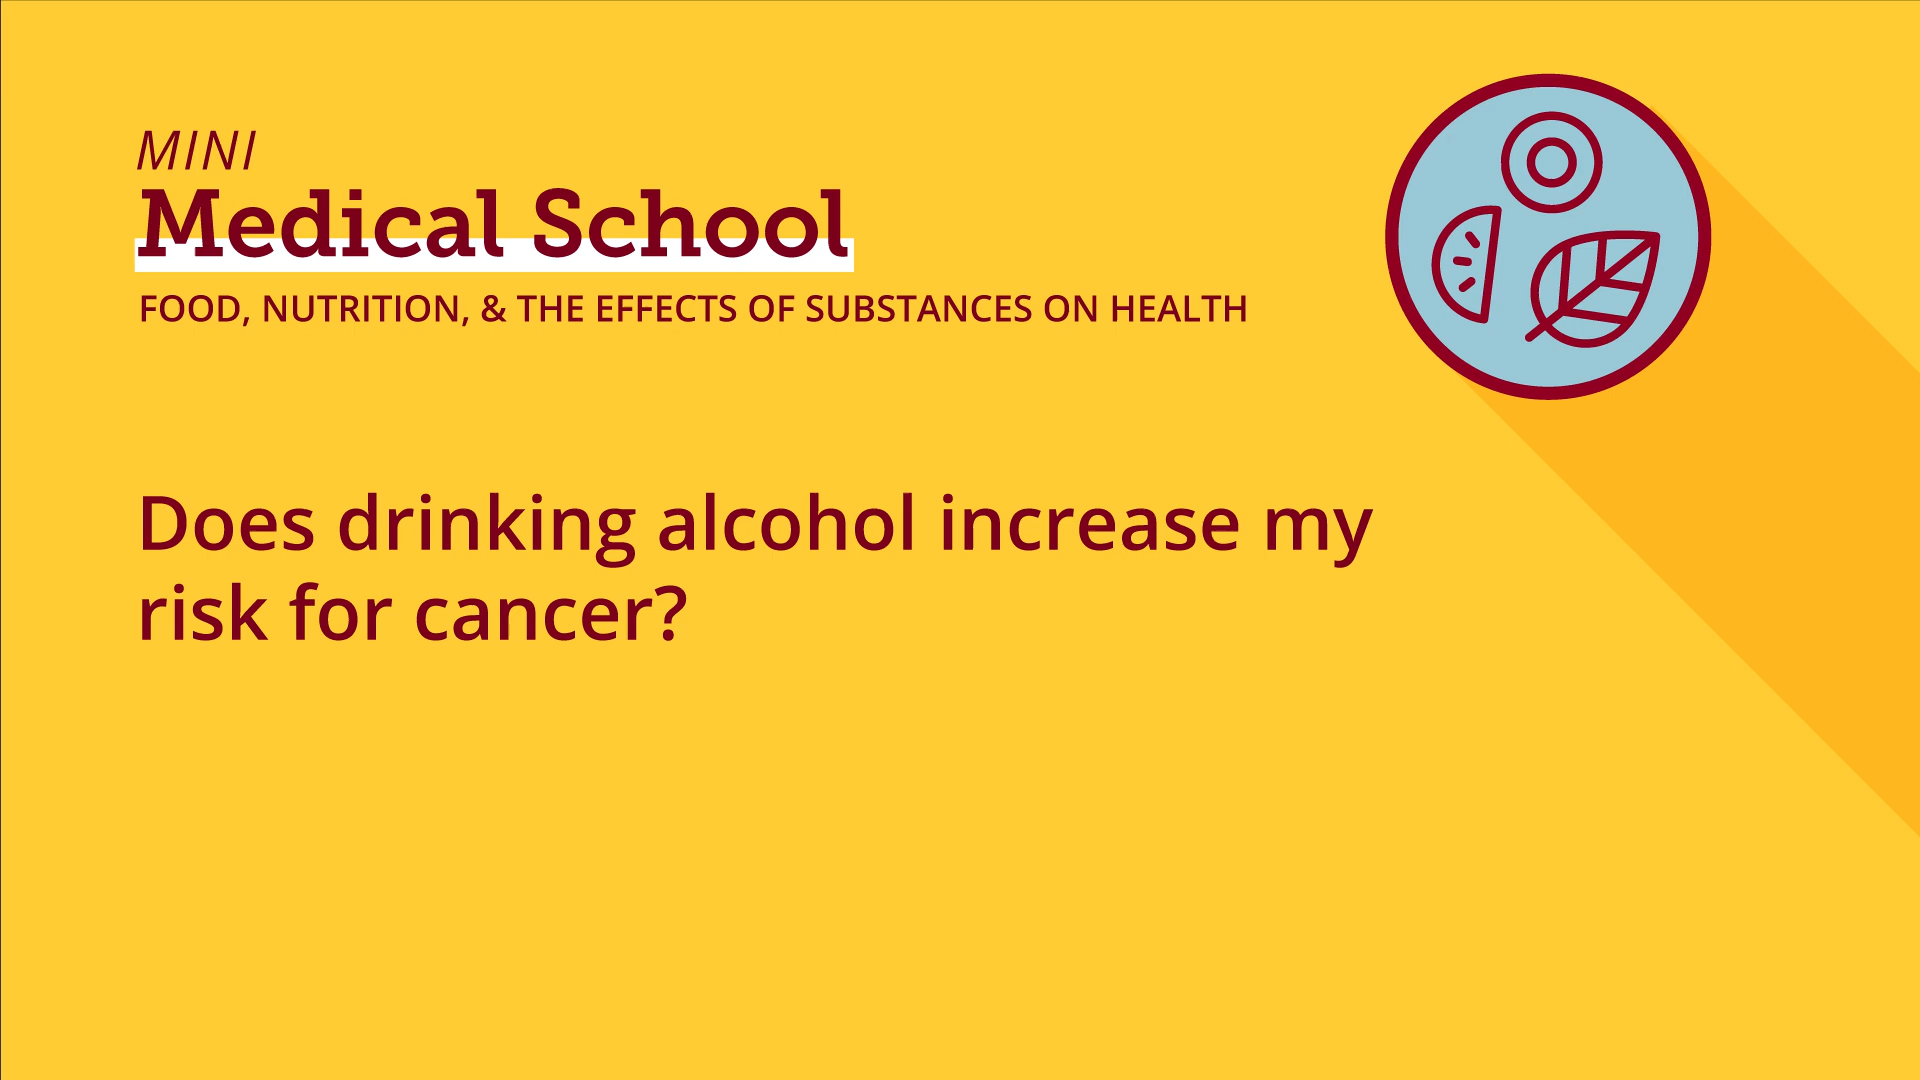 MINI
Medical School
FOOD, NUTRITION, & THE EFFECTS OF SUBSTANCES ON HEALTH
Does drinking alcohol increase my
risk for cancer?